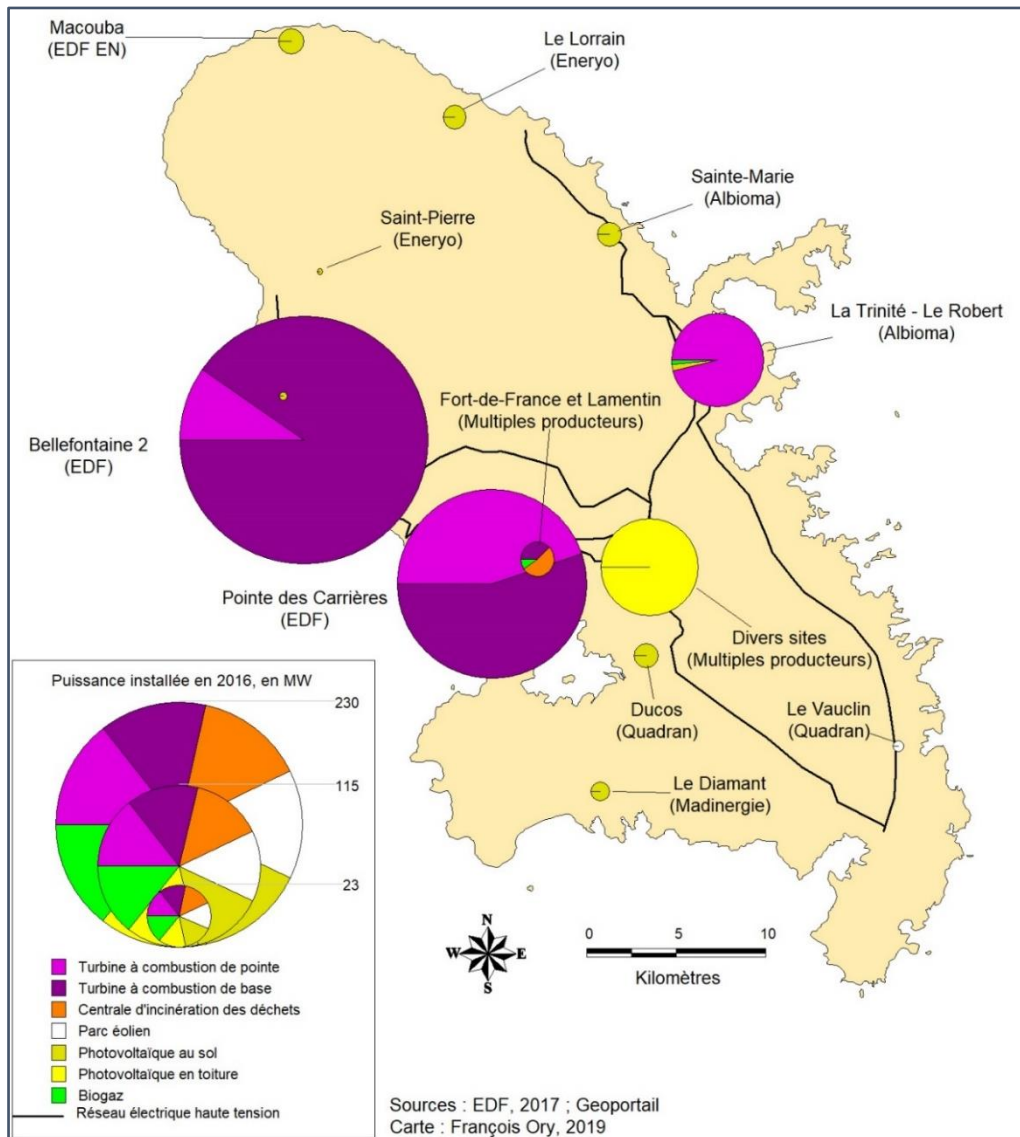 Macouba
(EDF EN)
Le Lorrain
(Eneryo)
Sainte-Marie
(Albioma)
Saint-Pierre
(Eneryo)
La Trinité - Le Robert
(Albioma)
Fort-de-France et Lamentin
(Multiples producteurs)
Bellefontaine 2
(EDF)
Pointe des Carrières
(EDF)
Divers sites
(Multiples producteurs)
Ducos
(Quadran)
Le Vauclin
(Quadran)
Le Diamant
(Madinergie)
Puissance installée en 2016, en MW
230
115
23
Turbine à combustion de pointe
Turbine à combustion de base
Centrale d'incinération des déchets
Parc éolien
Photovoltaïque au sol
Photovoltaïque en toiture
Biogaz
Réseau électrique haute tension
N
W E
S
0 5 10
Kilomètres
Sources : EDF, 2017 ; Geoportail
Carte : François Ory, 2019